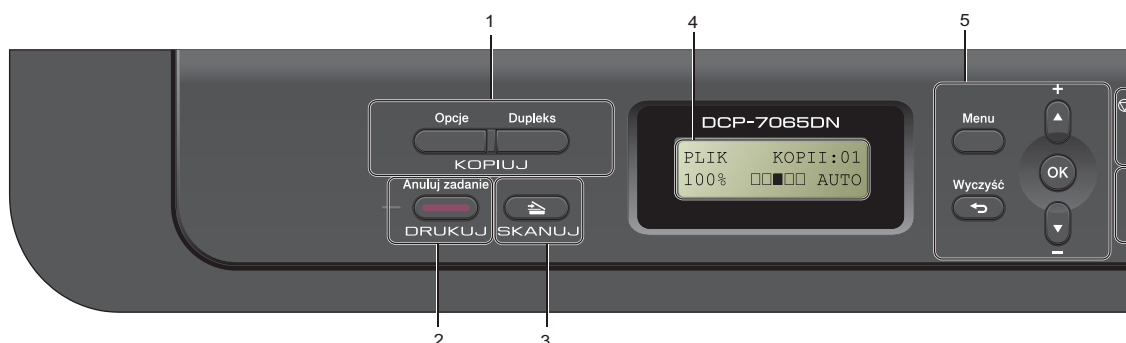 1
4
5
Opcje Dupleks
KOPIUJ
Anuluj zadanie
DRUKUJ
SKANUJ
DCP-7065DN
PLIK KOPII:01
100% □□■□□ AUTO
Menu
+
OK
Wyczyść
-
2
3